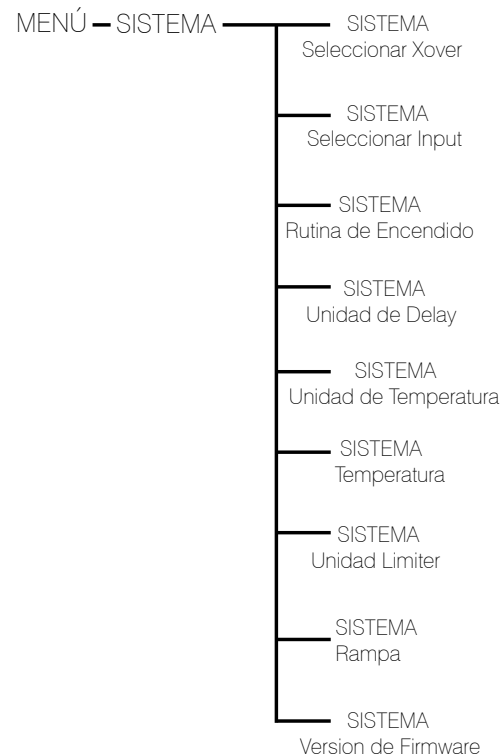 MENÚ SISTEMA SISTEMA
Seleccionar Xover
SISTEMA
Seleccionar Input
SISTEMA
Rutina de Encendido
SISTEMA
Unidad de Delay
SISTEMA
Unidad de Temperatura
SISTEMA
Temperatura
SISTEMA
Unidad Limiter
SISTEMA
Rampa
SISTEMA
Version de Firmware